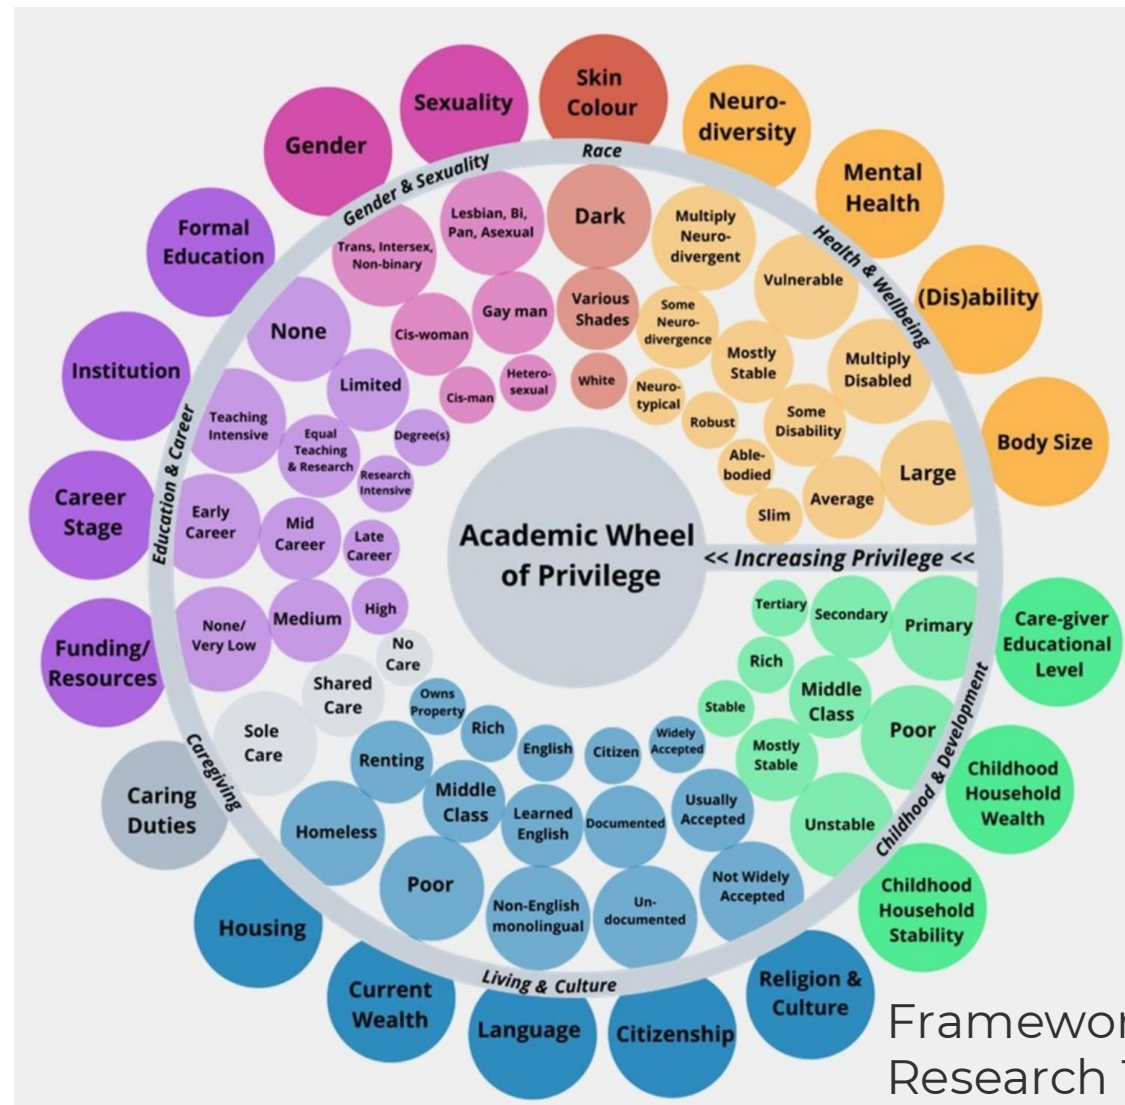 Skin
Colour
Neuro-
diversity
Mental
Health
(Dis)ability
Body Size
Care-giver
Educational
Level
Childhood
Household
Wealth
Childhood
Household
Stability
Religion &
Culture
Citizenship
Language
Current
Wealth
Housing
Caring
Duties
Funding/
Resources
Career
Stage
Institution
Formal
Education
Gender
Sexuality
Race
Health & Wellbeing
Childhood & Development
Living & Culture
Caregiving
Education & Career
Gender & Sexuality
Dark
Various
Shades
White
Multiply
Neuro-
divergent
Some
Neuro-
divergence
Neuro-
typical
Vulnerable
Mostly
Stable
Robust
Multiply
Disabled
Some
Disability
Able-
bodied
Large
Average
Slim
<< Increasing Privilege <<
Academic Wheel
of Privilege
Primary
Secondary
Tertiary
Poor
Middle
Class
Rich
Unstable
Mostly
Stable
Stable
Not Widely
Accepted
Usually
Accepted
Widely
Accepted
Un-
documented
Documented
Citizen
Non-English
monolingual
Learned
English
English
Poor
Middle
Class
Rich
Homeless
Renting
Owns
Property
Sole
Care
Shared
Care
No
Care
None/
Very Low
Medium
High
Early
Career
Mid
Career
Late
Career
Teaching
Intensive
Equal
Teaching
& Research
Research
Intensive
None
Limited
Degree(s)
Trans, Intersex,
Non-binary
Cis-woman
Cis-man
Lesbian, Bi,
Pan, Asexual
Gay man
Hetero-
sexual
Research